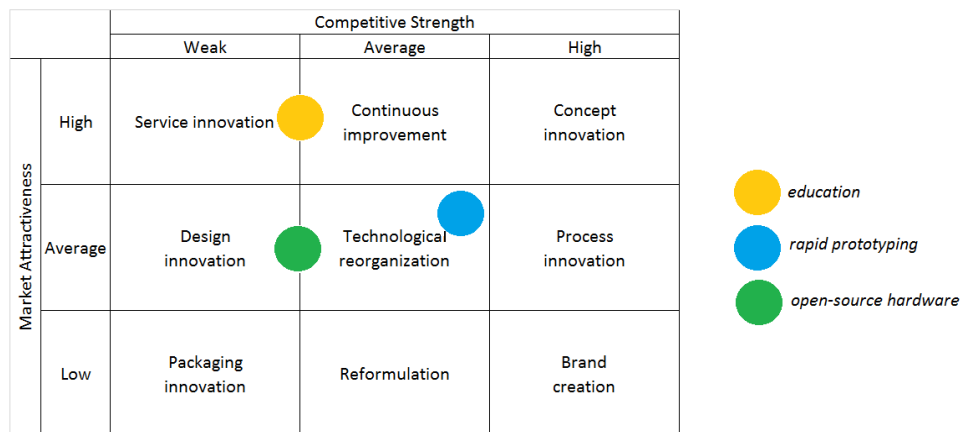 Competitive Strength
Weak
Average
High
Market Attractiveness
High
Service innovation
Continuous
improvement
Concept
innovation
Average
Design
innovation
Technological
reorganization
Process
innovation
Low
Packaging
innovation
Reformulation
Brand
creation
education
rapid prototyping
open-source hardware